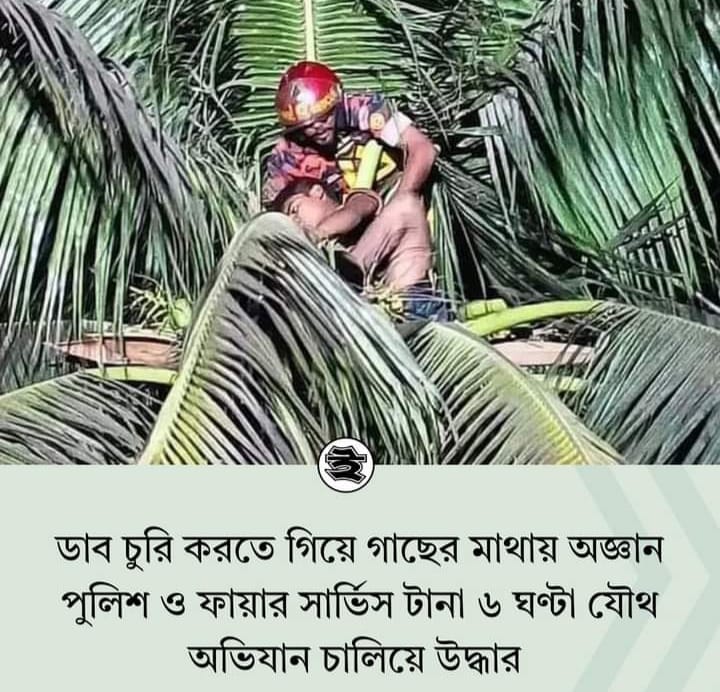 ই
ডাব চুরি করতে গিয়ে গাছের মাথায় অজ্ঞান
পুলিশ ও ফায়ার সার্ভিস টানা ৬ ঘণ্টা যৌথ
অভিযান চালিয়ে উদ্ধার